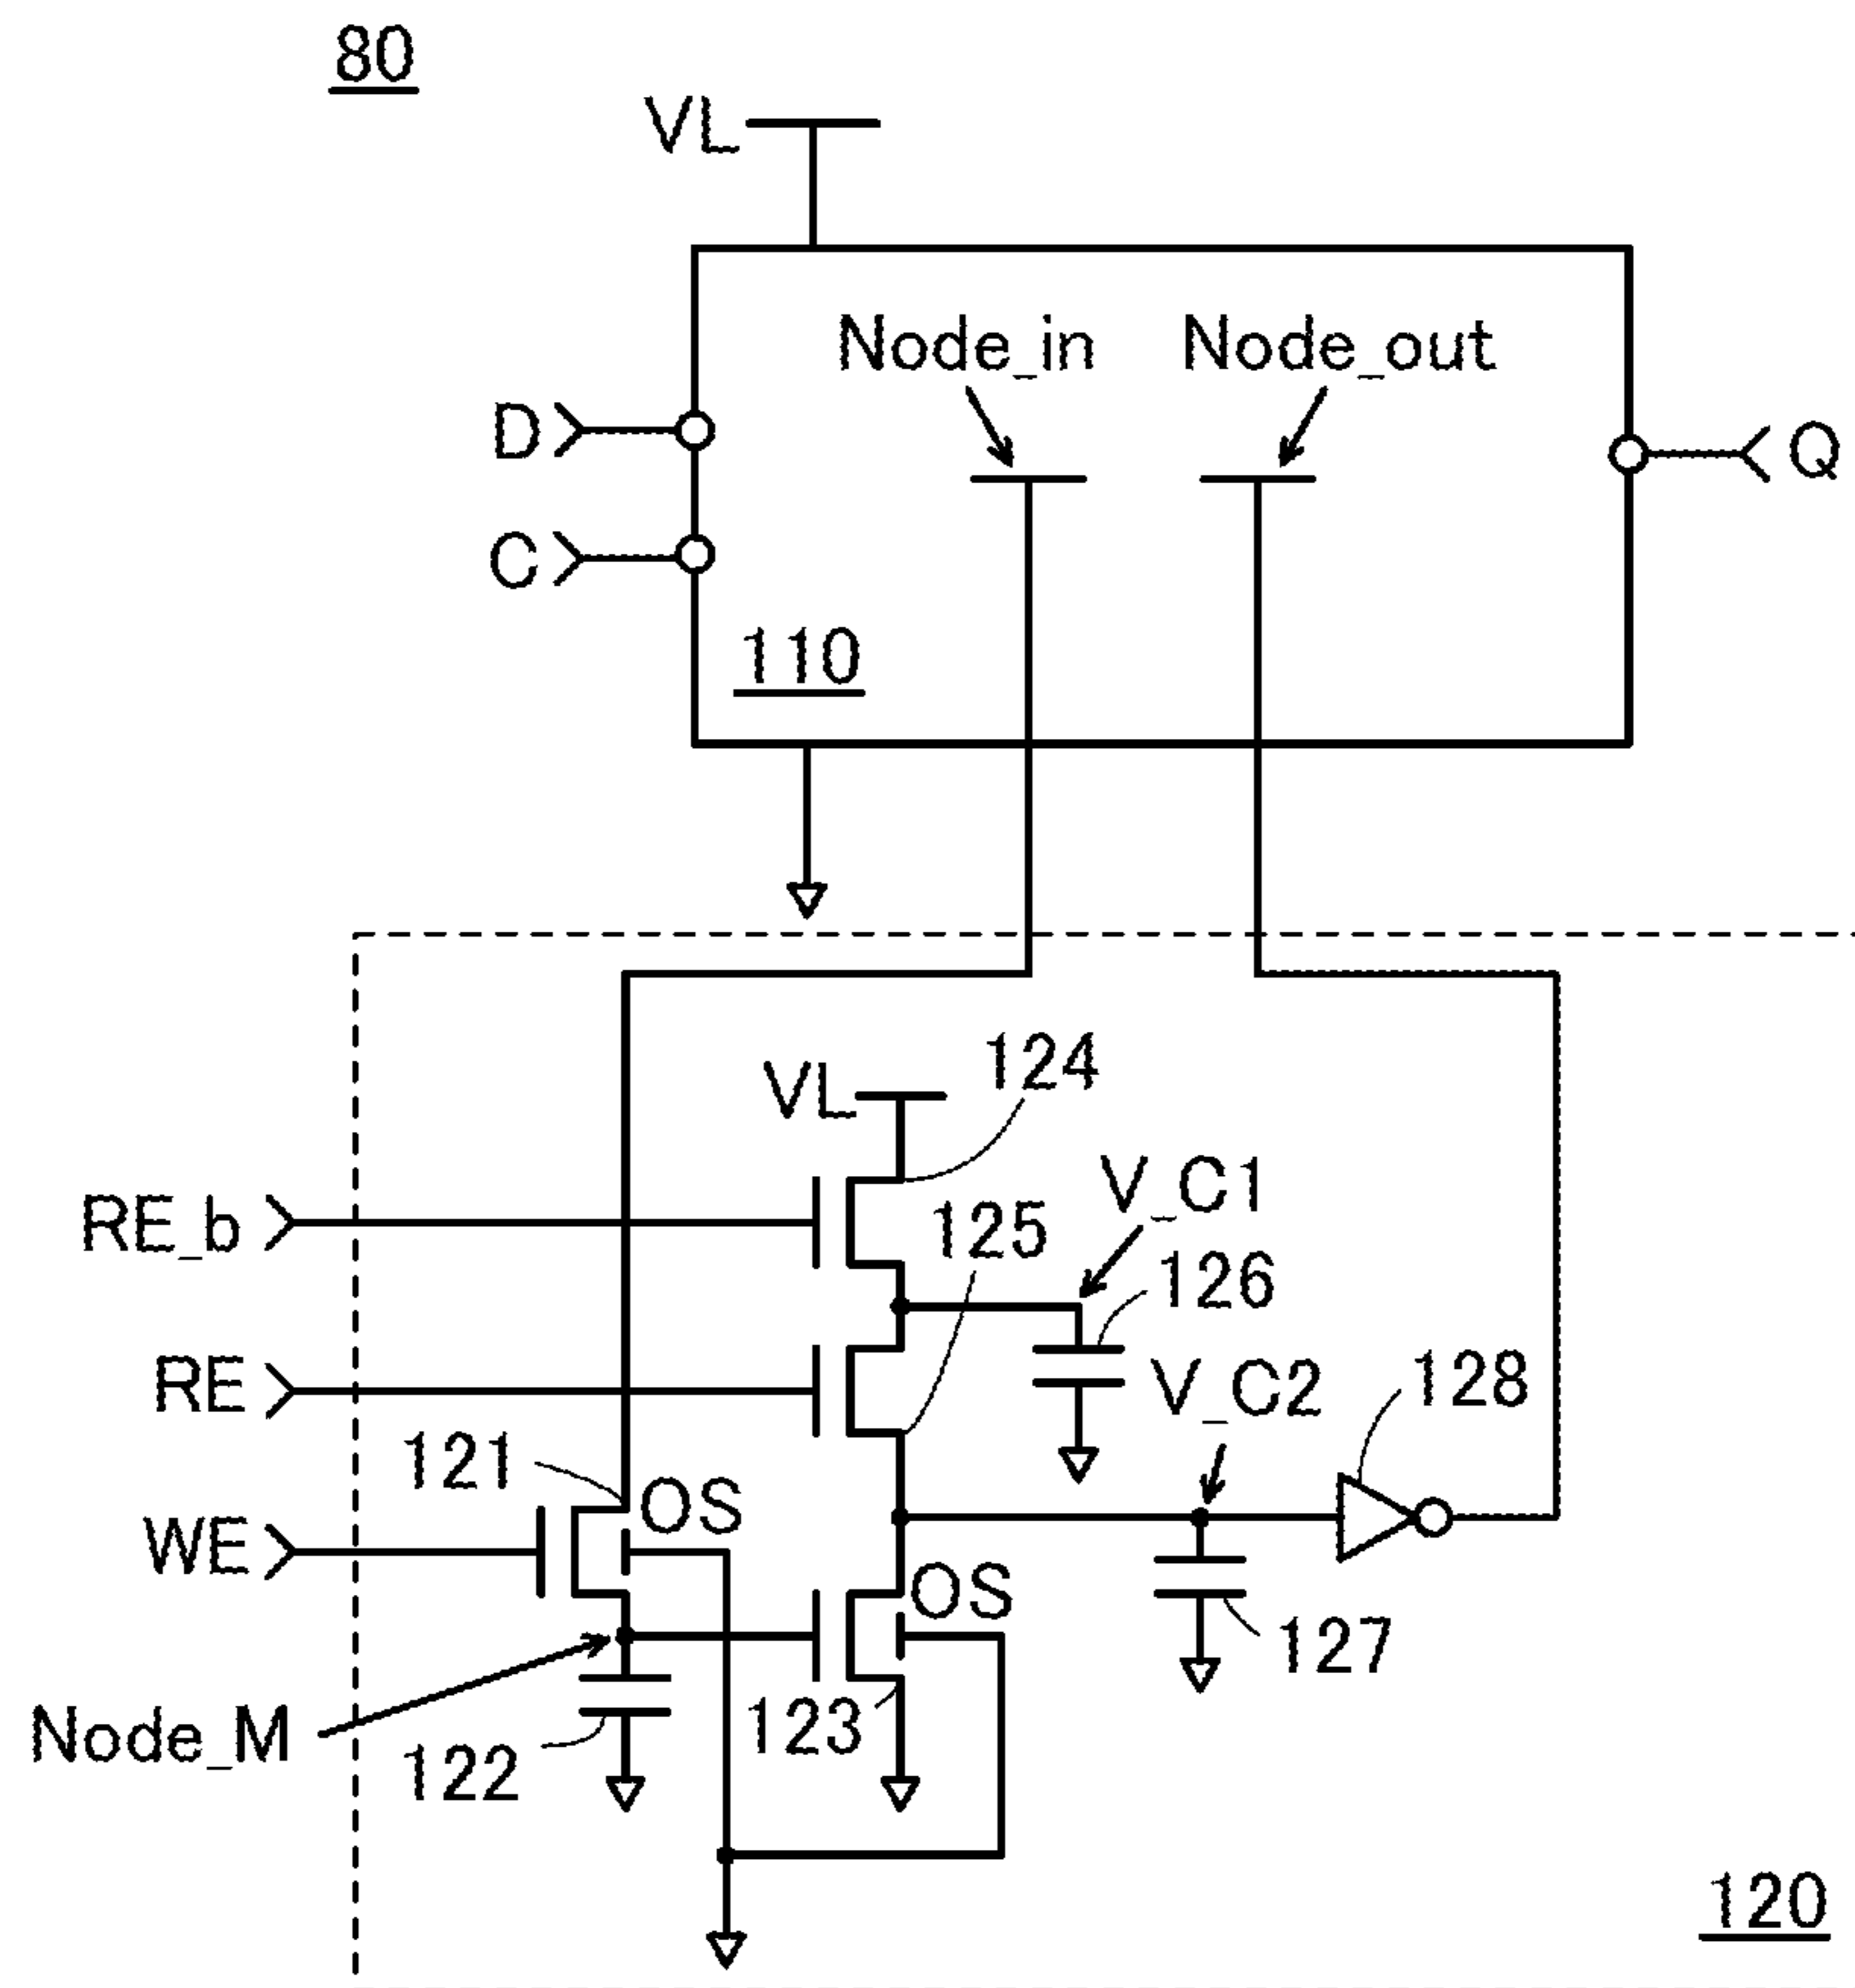 80
VL
Node_in Node_out
D
Q
C
110
124
VL
V_C1
125
RE_b
126
RE
V_C2
128
121
OS
WE
OS
127
123
Node_M
122
120